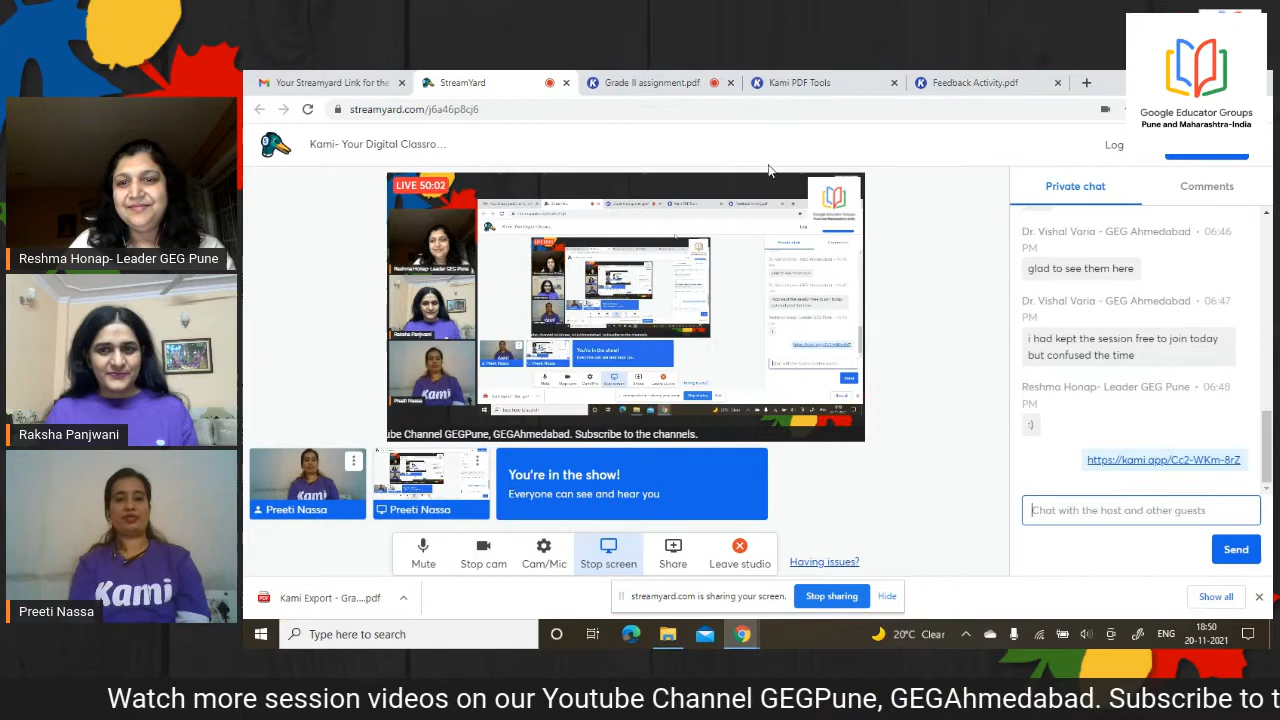 Google Educator Groups
Pune and Maharashtra-India
Your Streamyard Link for the
StreamYard
Grade II assignment.pdf
Kami PDF Tools
Feedback Activity.pdf
streamyard.com/j6a46p8cj6
Kami- Your Digital Classro...
Log
Reshma Honap- Leader GEG Pune
Raksha Panjwani
Kami
Preeti Nassa
LIVE 50:02
ube Channel GEGPune, GEGAhmedabad. Subscribe to the channels.
Private chat
Comments
Dr. Vishal Varia - GEG Ahmedabad • 06:46
PM
glad to see them here
Dr. Vishal Varia - GEG Ahmedabad • 06:47
PM
i had kept the session free to join today
but confused the time
Reshma Honap- Leader GEG Pune • 06:48
PM
:)
https://kami.app/Cc2-WKm-8rZ
Chat with the host and other guests
Send
Preeti Nassa
Preeti Nassa
You're in the show!
Everyone can see and hear you
Mute
Stop cam
Cam/Mic
Stop screen
Share
Leave studio
Having issues?
Kami Export - Gra....pdf
streamyard.com is sharing your screen.
Stop sharing
Hide
Show all
Type here to search
20°C Clear
ENG
18:50
20-11-2021
Watch more session videos on our Youtube Channel GEGPune, GEGAhmedabad. Subscribe to t